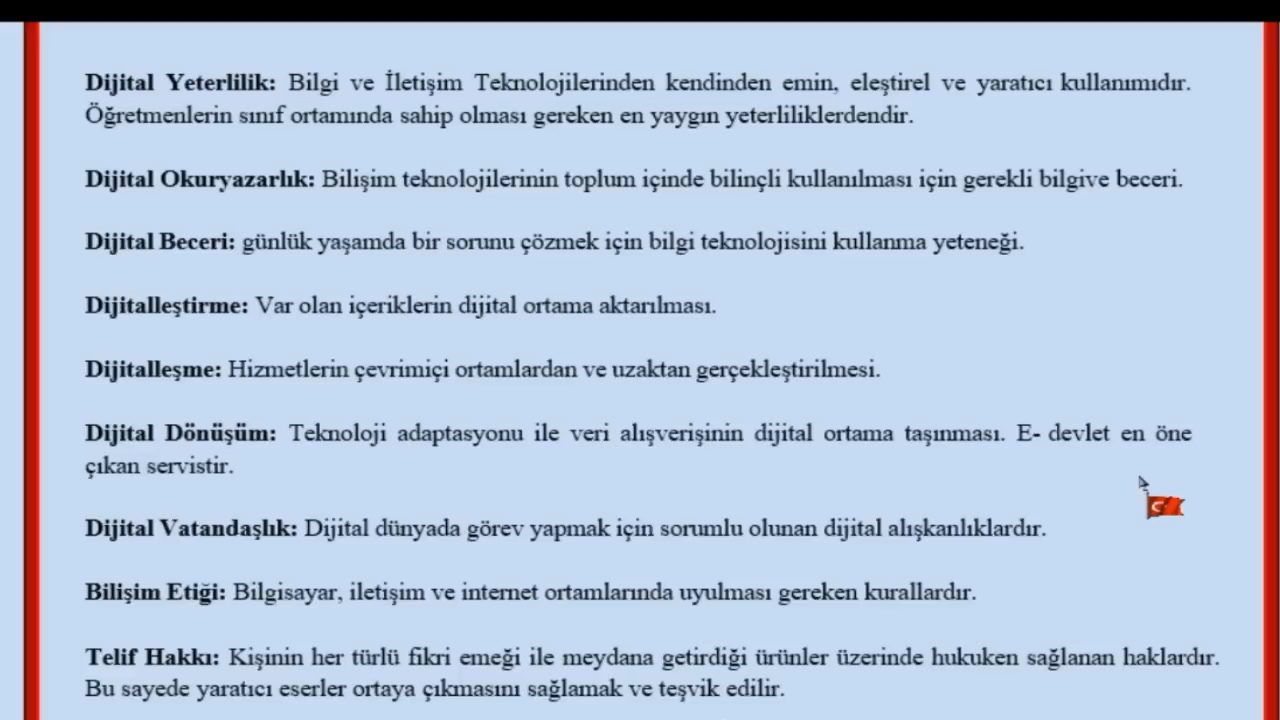 Dijital Yeterlilik: Bilgi ve İletişim Teknolojilerinden kendinden emin, eleştirel ve yaratıcı kullanımıdır.
Öğretmenlerin sınıf ortamında sahip olması gereken en yaygın yeterliliklerdendir.
Dijital Okuryazarlık: Bilişim teknolojilerinin toplum içinde bilinçli kullanılması için gerekli bilgive beceri.
Dijital Beceri: günlük yaşamda bir sorunu çözmek için bilgi teknolojisini kullanma yeteneği.
Dijitalleştirme: Var olan içeriklerin dijital ortama aktarılması.
Dijitalleşme: Hizmetlerin çevrimiçi ortamlardan ve uzaktan gerçekleştirilmesi.
Dijital Dönüşüm: Teknoloji adaptasyonu ile veri alışverişinin dijital ortama taşınması. E- devlet en öne
çıkan servistir.
Dijital Vatandaşlık: Dijital dünyada görev yapmak için sorumlu olunan dijital alışkanlıklardır.
Bilişim Etiği: Bilgisayar, iletişim ve internet ortamlarında uyulması gereken kurallardır.
Telif Hakkı: Kişinin her türlü fikri emeği ile meydana getirdiği ürünler üzerinde hukuken sağlanan haklardır.
Bu sayede yaratıcı eserler ortaya çıkmasını sağlamak ve teşvik edilir.